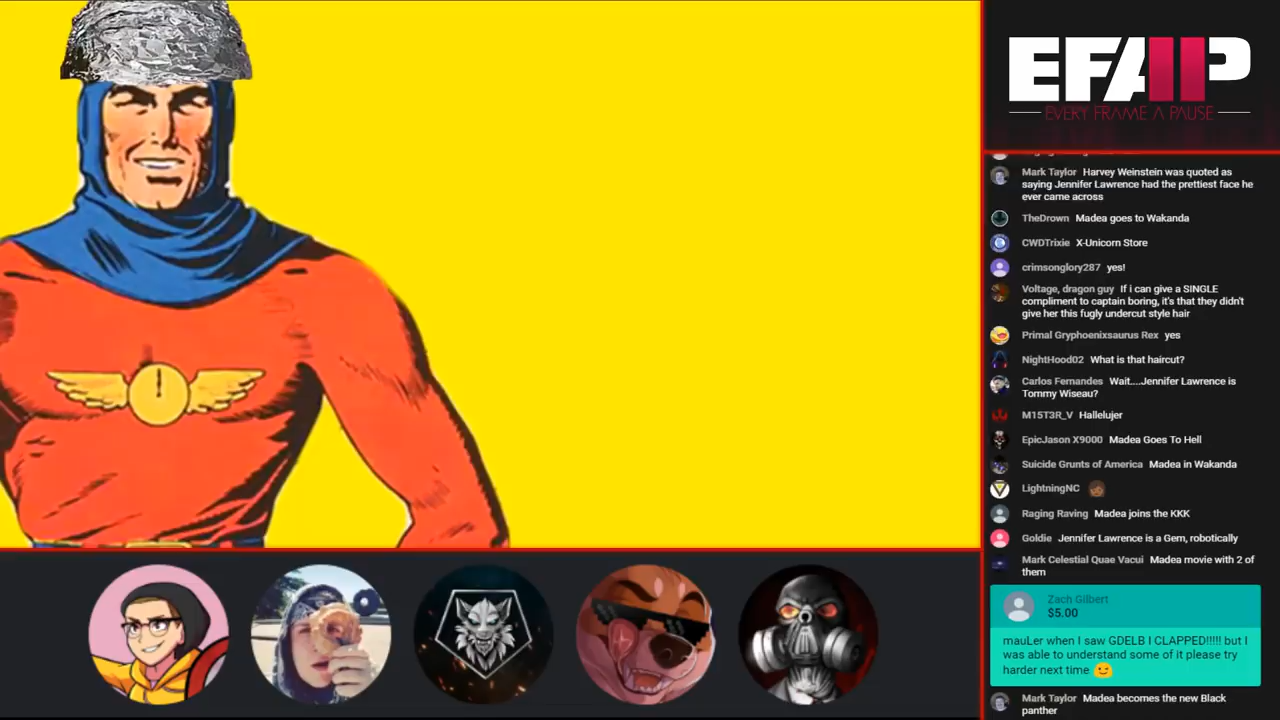 EFAP
EVERY FRAME A PAUSE
Mark Taylor Harvey Weinstein was quoted as
saying Jennifer Lawrence had the prettiest face he
ever came across
TheDrown Madea goes to Wakanda
CWDTrixie X-Unicorn Store
crimsonglory287 yes!
Voltage, dragon guy If i can give a SINGLE
compliment to captain boring, it's that they didn't
give her this fugly undercut style hair
Primal Gryphoenixsaurus Rex yes
NightHood02 What is that haircut?
Carlos Fernandes Wait....Jennifer Lawrence is
Tommy Wiseau?
M15T3R_V Hallelujer
EpicJason X9000 Madea Goes To Hell
Suicide Grunts of America Madea in Wakanda
LightningNC
Raging Raving Madea joins the KKK
Goldie Jennifer Lawrence is a Gem, robotically
Mark Celestial Quae Vacui Madea movie with 2 of
them
Zach Gilbert
$5.00
mauLer when I saw GDELB I CLAPPED!!!!! but I
was able to understand some of it please try
harder next time
Mark Taylor Madea becomes the new Black
panther